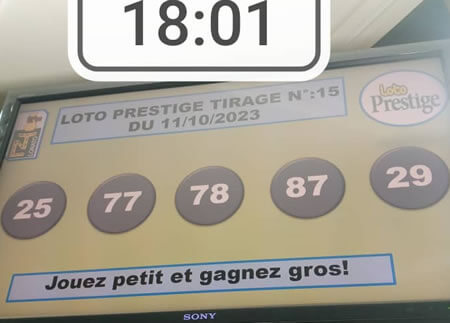 18:01
LOTO PRESTIGE TIRAGE N°:15
DU 11/10/2023
Loto
Prestige
25 77 78 87 29
Jouez petit et gagnez gros!
SONY